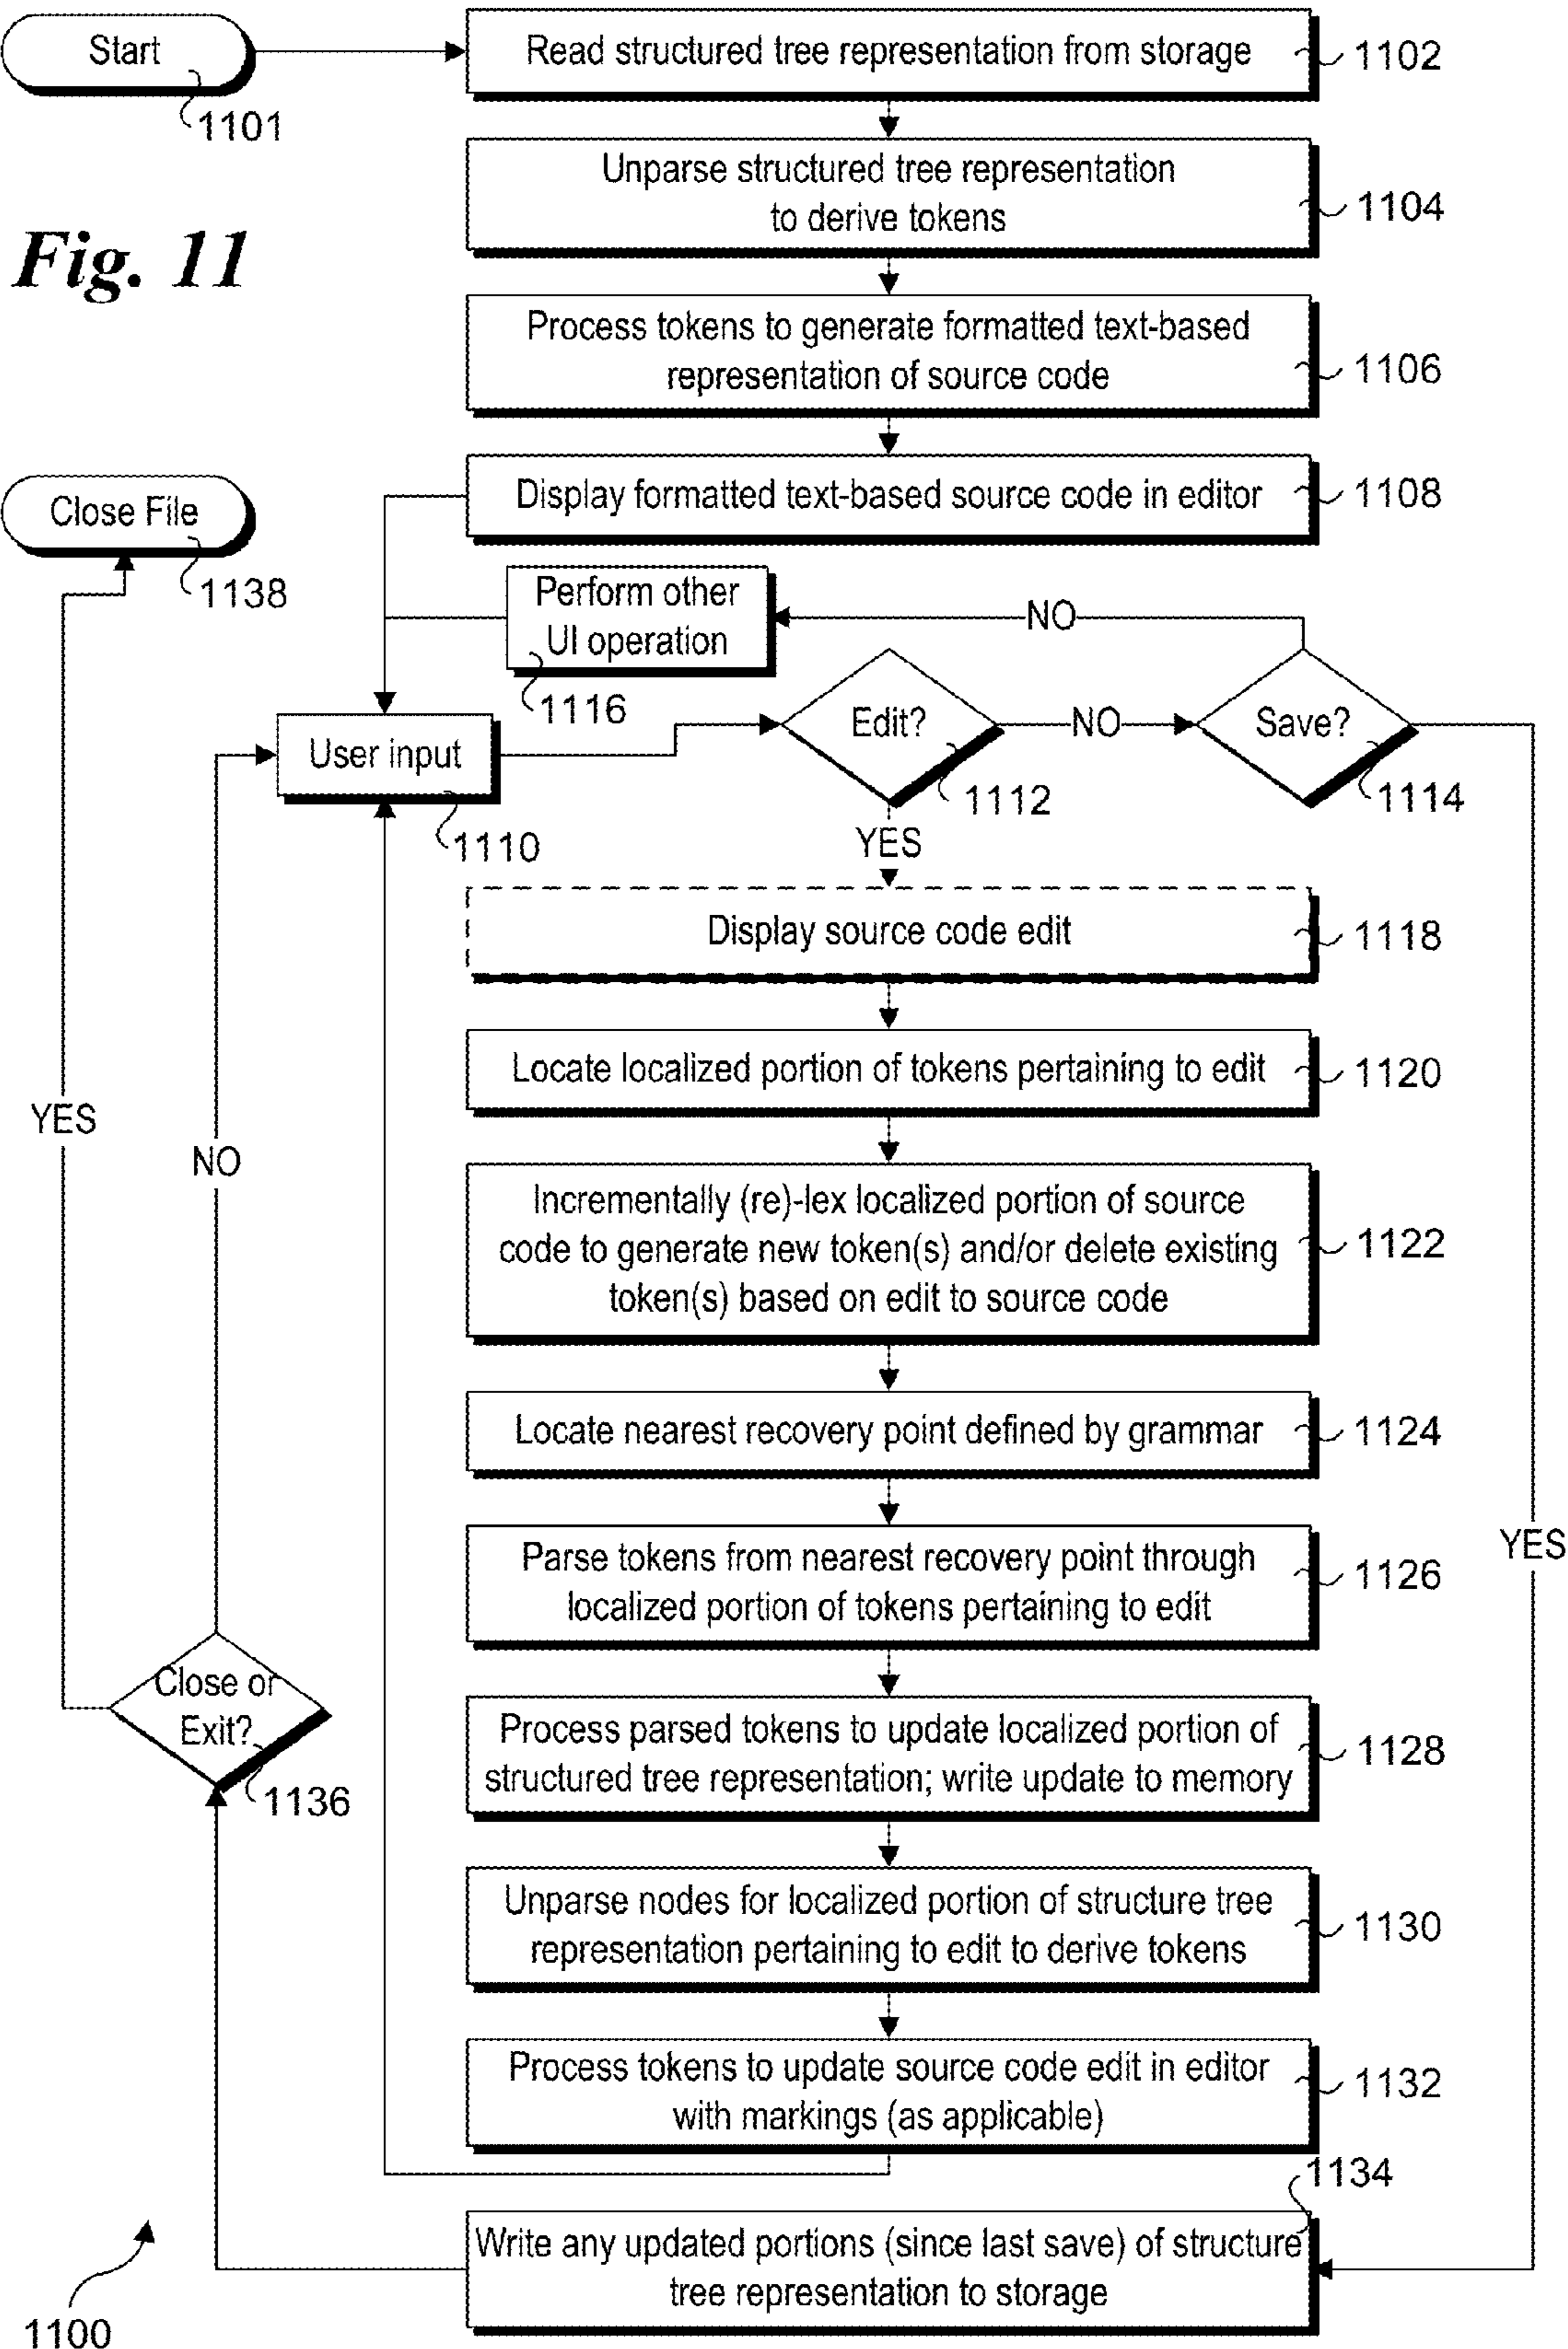 Start
1101
Read structured tree representation from storage
1102
Unparse structured tree representation
to derive tokens
1104
Fig. 11
Process tokens to generate formatted text-based
representation of source code
1106
Display formatted text-based source code in editor
1108
Close File
1138
Perform other
UI operation
1116
NO
User input
1110
Edit?
1112
NO
Save?
1114
YES
Display source code edit
1118
Locate localized portion of tokens pertaining to edit
1120
YES
NO
Incrementally (re)-lex localized portion of source
code to generate new token(s) and/or delete existing
token(s) based on edit to source code
1122
Locate nearest recovery point defined by grammar
1124
YES
Parse tokens from nearest recovery point through
localized portion of tokens pertaining to edit
1126
Close or
Exit?
1136
Process parsed tokens to update localized portion of
structured tree representation; write update to memory
1128
Unparse nodes for localized portion of structure tree
representation pertaining to edit to derive tokens
1130
Process tokens to update source code edit in editor
with markings (as applicable)
1132
1134
Write any updated portions (since last save) of structure
tree representation to storage
1100